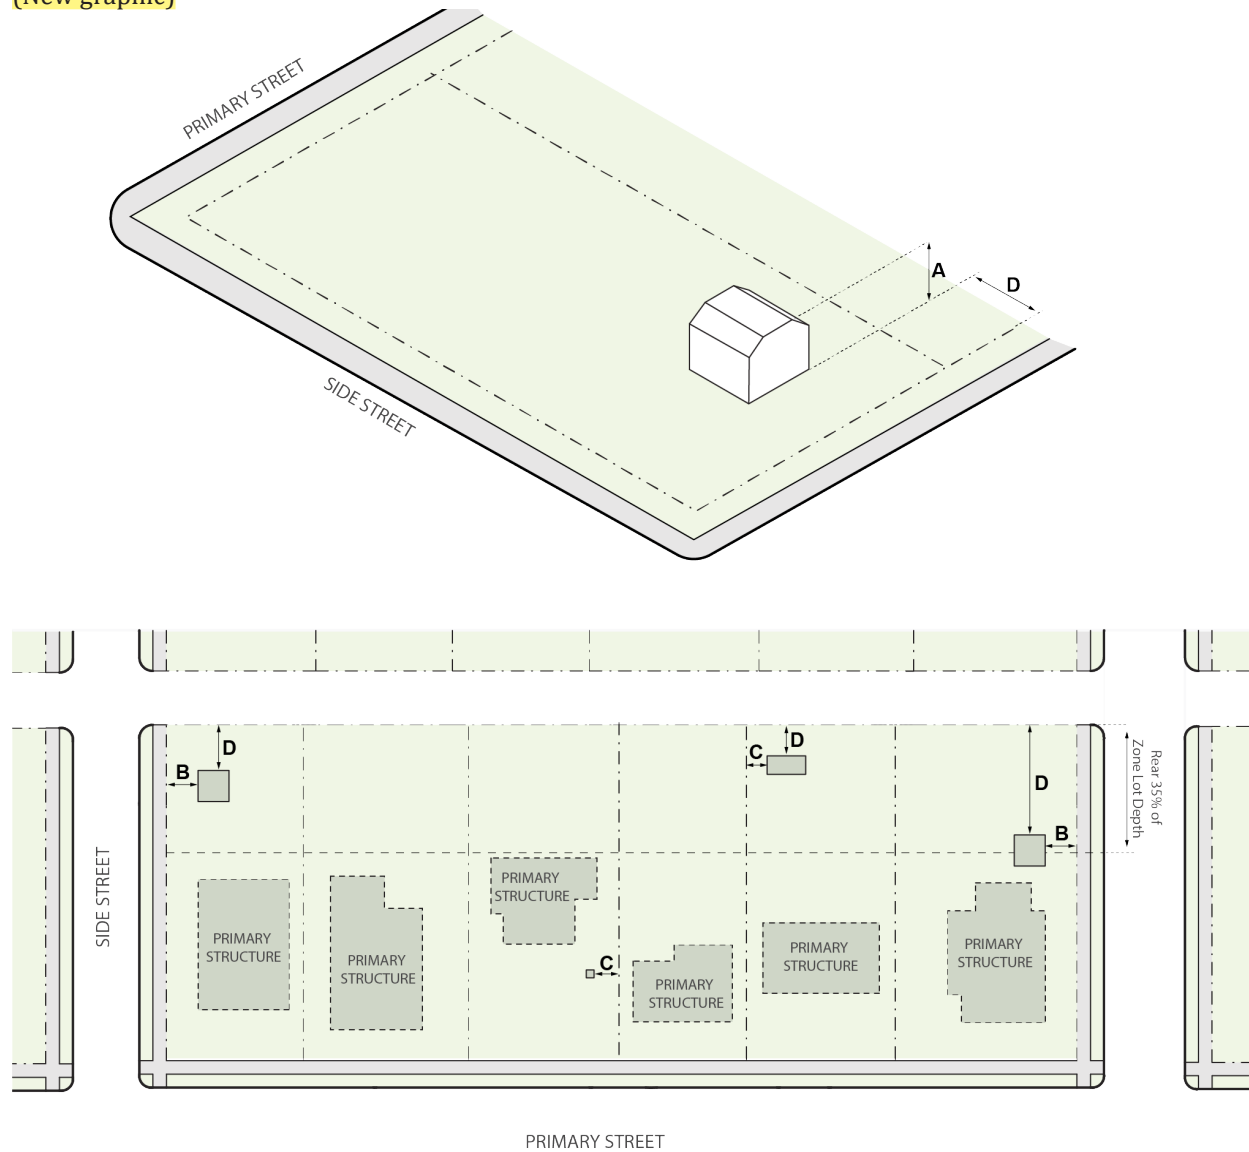 (New graphic)
PRIMARY STREET
A
D
SIDE STREET
D
B
C
D
D
B
Rear 35% of
Zone Lot Depth
SIDE STREET
PRIMARY
STRUCTURE
PRIMARY
STRUCTURE
PRIMARY
STRUCTURE
C
PRIMARY
STRUCTURE
PRIMARY
STRUCTURE
PRIMARY
STRUCTURE
PRIMARY STREET